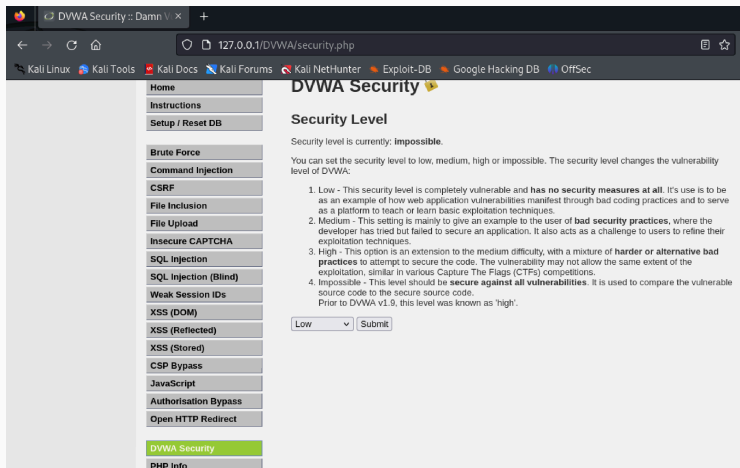 DVWA Security :: Damn V
127.0.0.1/DVWA/security.php
Kali Linux Kali Tools Kali Docs Kali Forums Kali NetHunter Exploit-DB Google Hacking DB OffSec
Home
Instructions
Setup / Reset DB
Brute Force
Command Injection
CSRF
File Inclusion
File Upload
Insecure CAPTCHA
SQL Injection
SQL Injection (Blind)
Weak Session IDs
XSS (DOM)
XSS (Reflected)
XSS (Stored)
CSP Bypass
JavaScript
Authorisation Bypass
Open HTTP Redirect
DVWA Security
PHP Info
DVWA Security
Security Level
Security level is currently: impossible.
You can set the security level to low, medium, high or impossible. The security level changes the vulnerability
level of DVWA:
1. Low - This security level is completely vulnerable and has no security measures at all. It's use is to be
as an example of how web application vulnerabilities manifest through bad coding practices and to serve
as a platform to teach or learn basic exploitation techniques.
2. Medium - This setting is mainly to give an example to the user of bad security practices, where the
developer has tried but failed to secure an application. It also acts as a challenge to users to refine their
exploitation techniques.
3. High - This option is an extension to the medium difficulty, with a mixture of harder or alternative bad
practices to attempt to secure the code. The vulnerability may not allow the same extent of the
exploitation, similar in various Capture The Flags (CTFs) competitions.
4. Impossible - This level should be secure against all vulnerabilities. It is used to compare the vulnerable
source code to the secure source code.
Prior to DVWA v1.9, this level was known as 'high'.
Low Submit